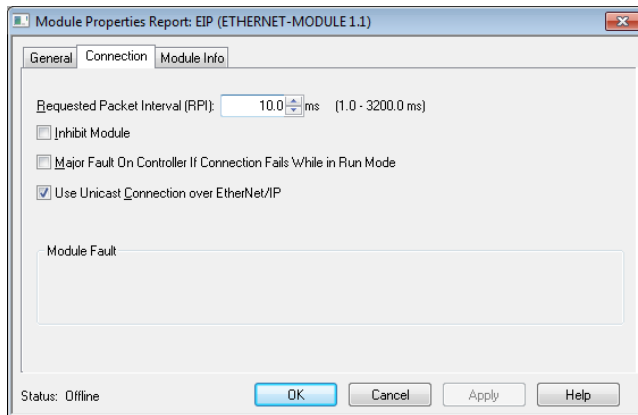 Module Properties Report: EIP (ETHERNET-MODULE 1.1)
General Connection Module Info
Requested Packet Interval (RPI): 10.0 ms (1.0 - 3200.0 ms)
Inhibit Module
Major Fault On Controller If Connection Fails While in Run Mode
Use Unicast Connection over EtherNet/IP
Module Fault
Status: Offline OK Cancel Apply Help